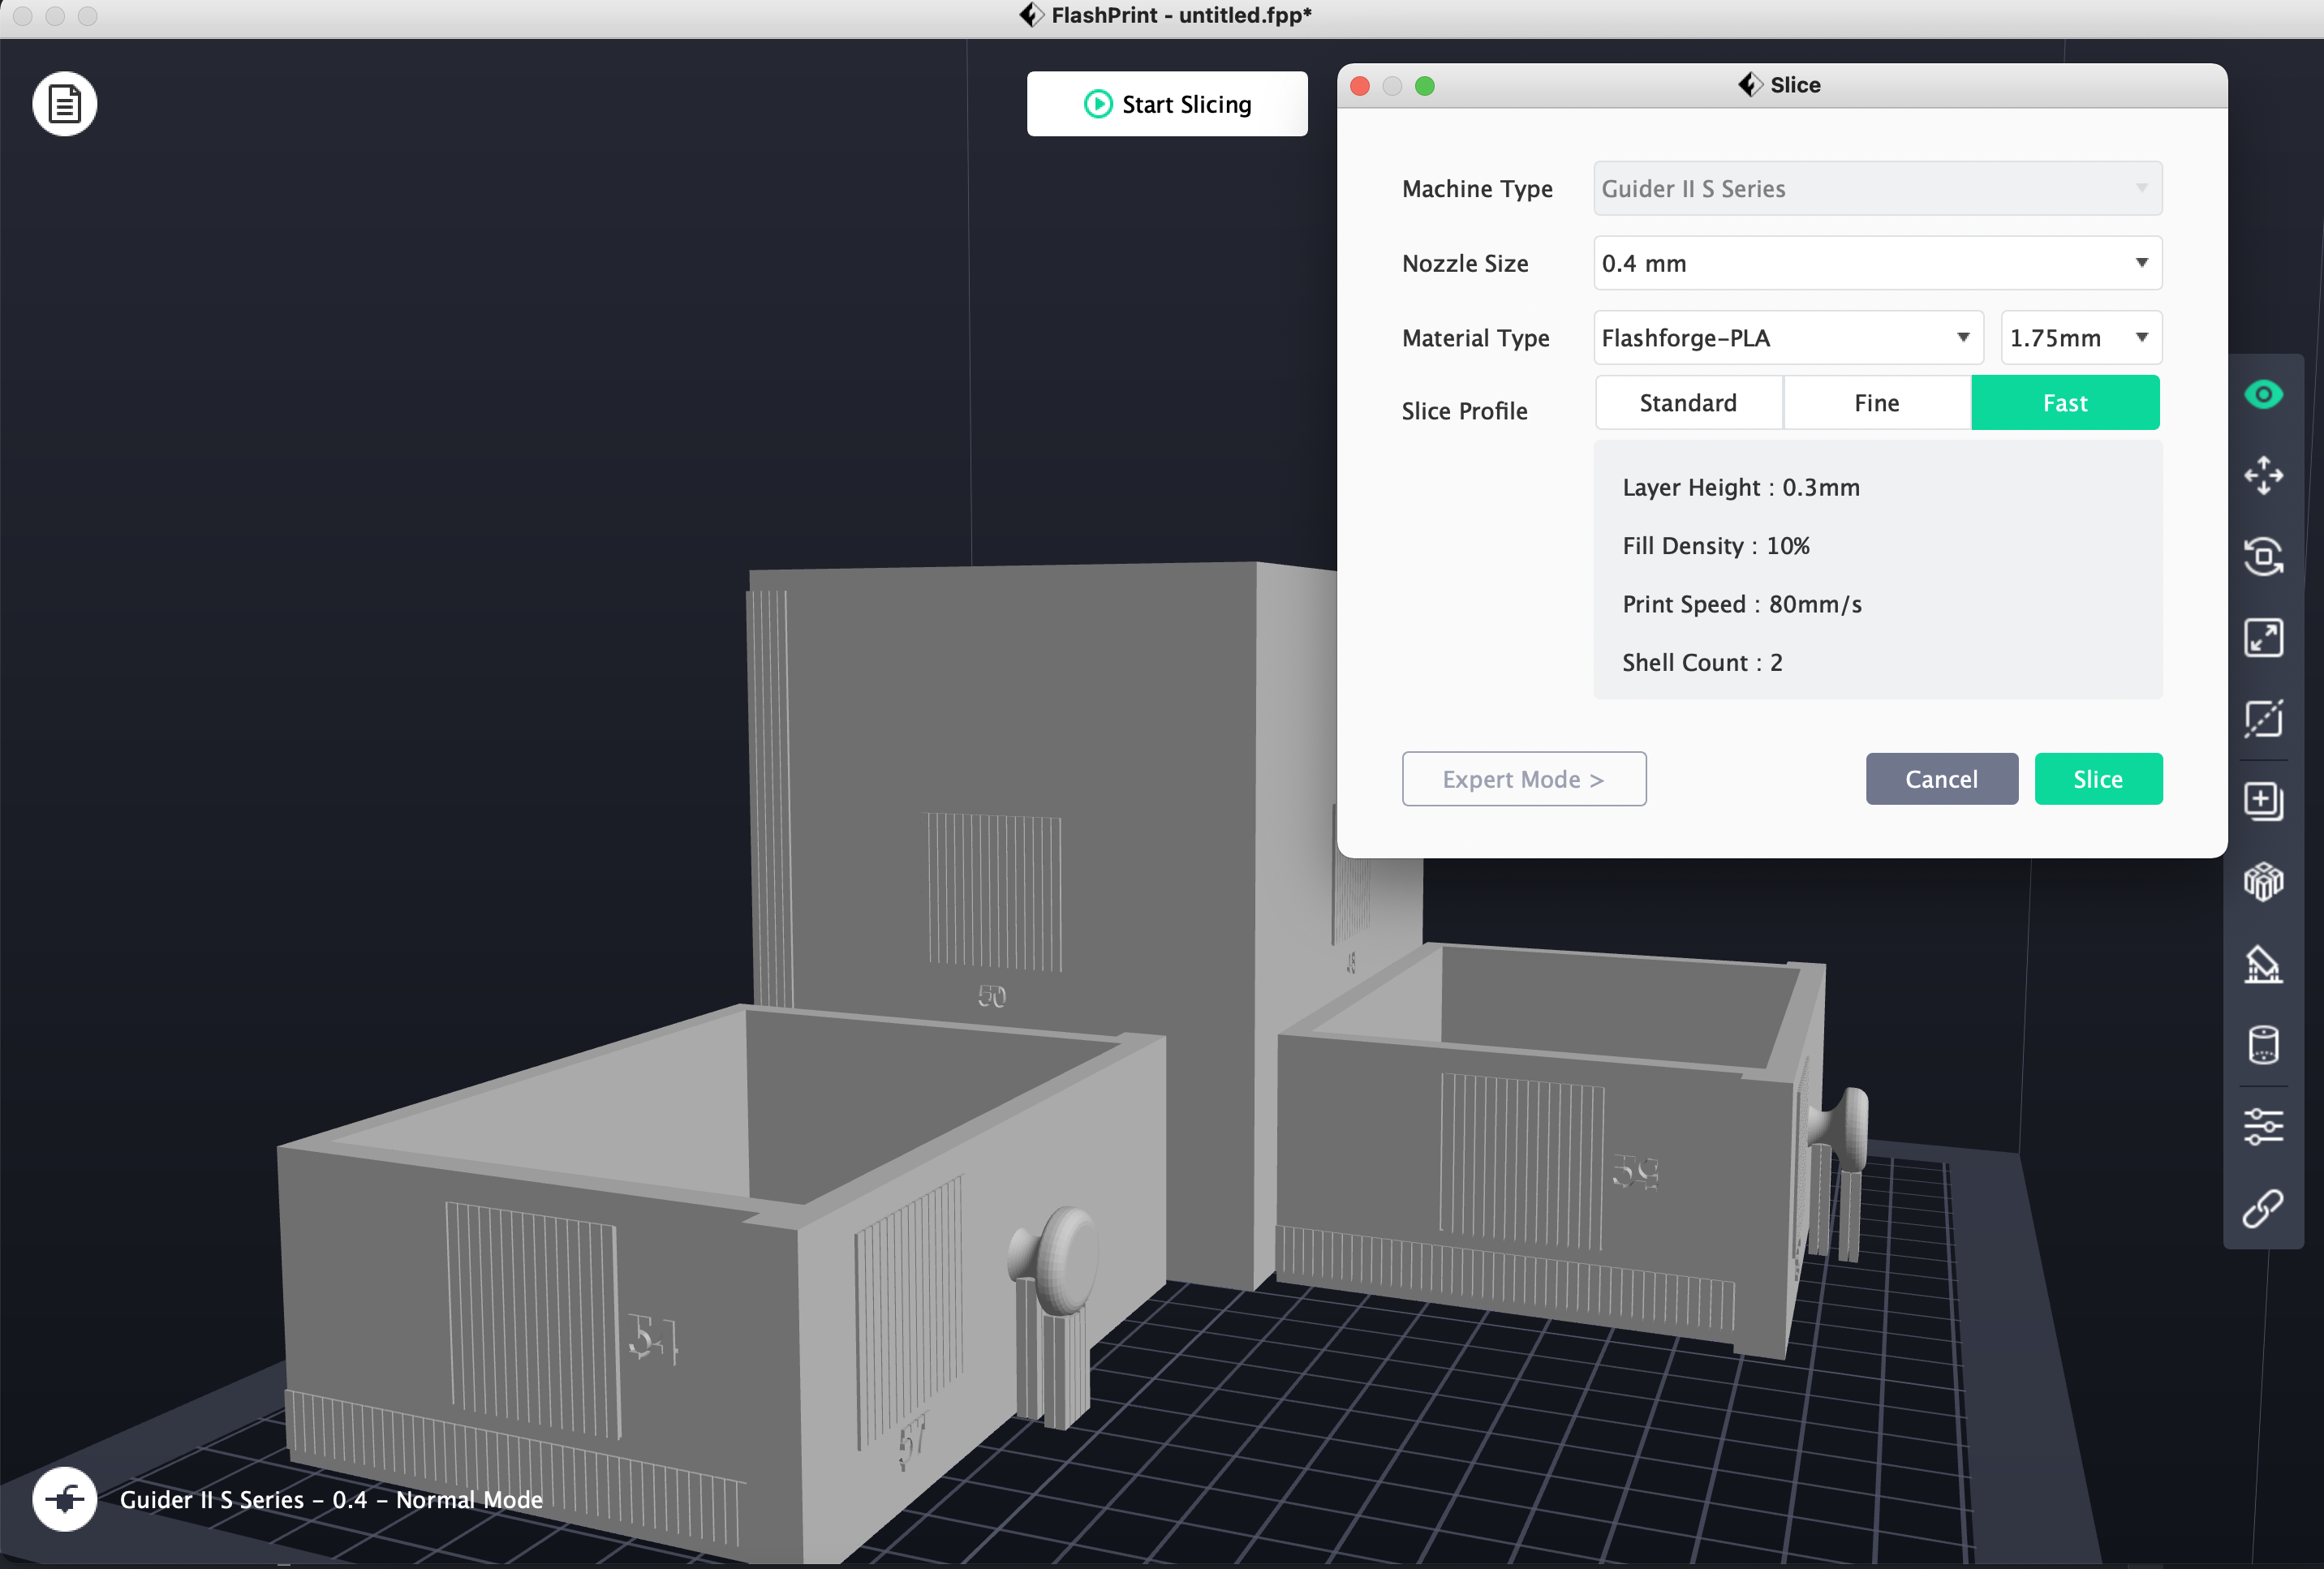 FlashPrint - untitled.fpp*
Start Slicing
Slice
Machine Type
Guider II S Series
Nozzle Size
0.4 mm
Material Type
Flashforge-PLA
1.75mm
Slice Profile
Standard
Fine
Fast
Layer Height : 0.3mm
Fill Density : 10%
Print Speed : 80mm/s
Shell Count : 2
Expert Mode >
Cancel
Slice
50
59
57
Guider II S Series - 0.4 - Normal Mode